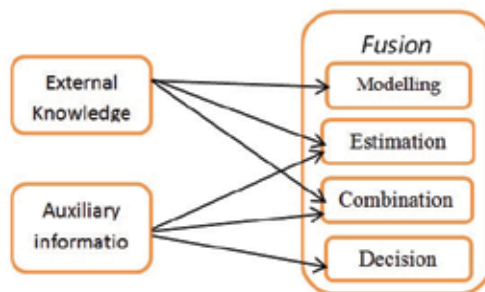 Fusion
External
Knowledge
Modelling
Estimation
Auxiliary
informatio
Combination
Decision